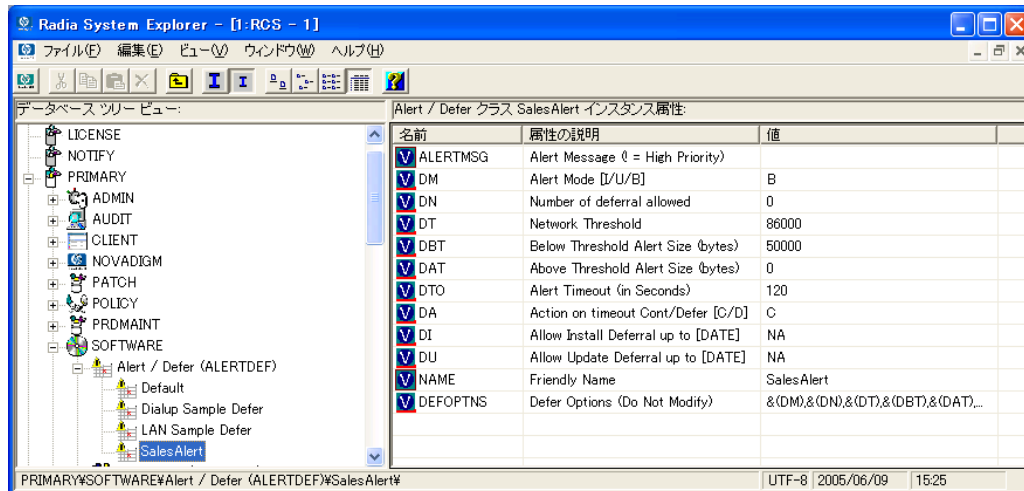 Radia System Explorer - [1:RCS - 1]
ファイル(F) 編集(E) ビュー(V) ウィンドウ(W) ヘルプ(H)
データベース ツリー ビュー:
LICENSE
NOTIFY
PRIMARY
ADMIN
AUDIT
CLIENT
NOVADIGM
PATCH
POLICY
PRDMAINT
SOFTWARE
Alert / Defer (ALERTDEF)
Default
Dialup Sample Defer
LAN Sample Defer
SalesAlert
Alert / Defer クラス SalesAlert インスタンス属性:
名前 属性の説明 値
ALERTMSG Alert Message (! = High Priority)
DM Alert Mode [I/U/B] B
DN Number of deferral allowed 0
DT Network Threshold 86000
DBT Below Threshold Alert Size (bytes) 50000
DAT Above Threshold Alert Size (bytes) 0
DTO Alert Timeout (in Seconds) 120
DA Action on timeout Cont/Defer [C/D] C
DI Allow Install Deferral up to [DATE] NA
DU Allow Update Deferral up to [DATE] NA
NAME Friendly Name SalesAlert
DEFOPTNS Defer Options (Do Not Modify) &(DM),&(DN),&(DT),&(DBT),&(DAT),...
PRIMARY¥SOFTWARE¥Alert / Defer (ALERTDEF)¥SalesAlert¥ UTF-8 2005/06/09 15:25